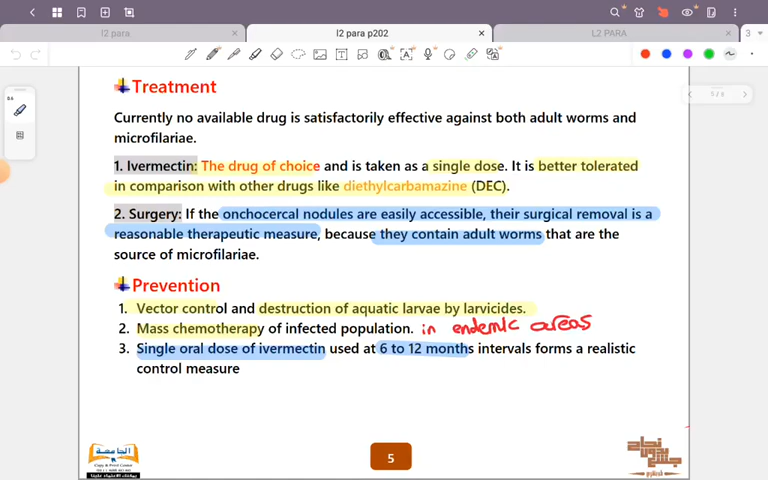 l2 para
l2 para p202
L2 PARA
3
Treatment
Currently no available drug is satisfactorily effective against both adult worms and
microfilariae.
1. Ivermectin: The drug of choice and is taken as a single dose. It is better tolerated
in comparison with other drugs like diethylcarbamazine (DEC).
2. Surgery: If the onchocercal nodules are easily accessible, their surgical removal is a
reasonable therapeutic measure, because they contain adult worms that are the
source of microfilariae.
Prevention
1. Vector control and destruction of aquatic larvae by larvicides.
2. Mass chemotherapy of infected population. in endemic areas
3. Single oral dose of ivermectin used at 6 to 12 months intervals forms a realistic
control measure
الجامعة
Copy & Print Center
5